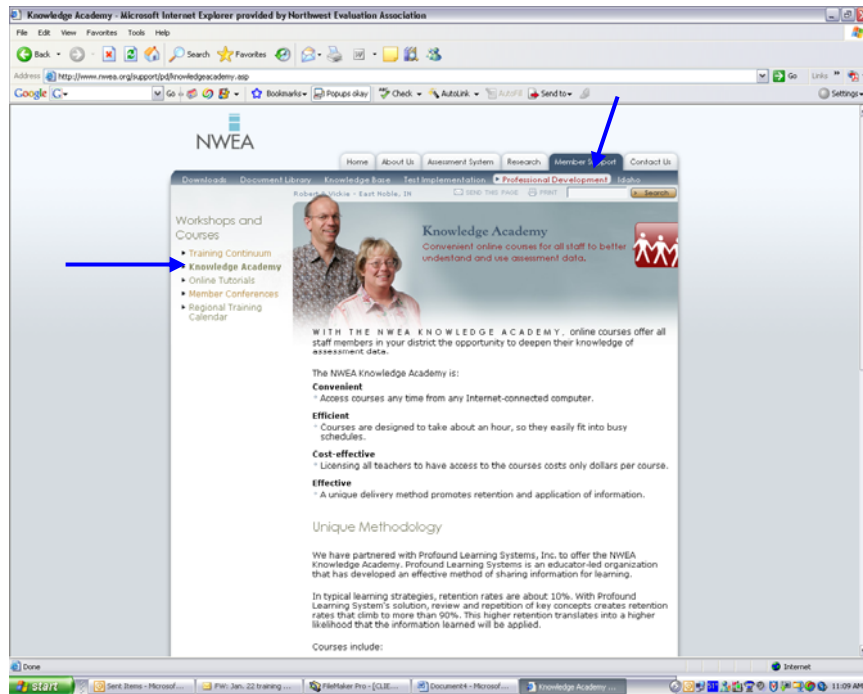 Knowledge Academy - Microsoft Internet Explorer provided by Northwest Evaluation Association
File Edit View Favorites Tools Help
Back Search Favorites
Address http://www.nwea.org/support/pd/knowledgeacademy.asp Go Links »
Google G Go Bookmarks Popups okay Check AutoLink AutoFill Send to Settings
NWEA
Home About Us Assessment System Research Member Support Contact Us
Downloads Document Library Knowledge Base Test Implementation Professional Development Idaho
Robert & Vickie - East Noble, IN SEND THIS PAGE PRINT Search
Workshops and
Courses
Training Continuum
Knowledge Academy
Online Tutorials
Member Conferences
Regional Training
Calendar
Knowledge Academy
Convenient online courses for all staff to better
understand and use assessment data.
WITH THE NWEA KNOWLEDGE ACADEMY, online courses offer all
staff members in your district the opportunity to deepen their knowledge of
assessment data.
The NWEA Knowledge Academy is:
Convenient
Access courses any time from any Internet-connected computer.
Efficient
Courses are designed to take about an hour, so they easily fit into busy
schedules.
Cost-effective
Licensing all teachers to have access to the courses costs only dollars per course.
Effective
A unique delivery method promotes retention and application of information.
Unique Methodology
We have partnered with Profound Learning Systems, Inc. to offer the NWEA
Knowledge Academy. Profound Learning Systems is an educator-led organization
that has developed an effective method of sharing information for learning.
In typical learning strategies, retention rates are about 10%. With Profound
Learning System's solution, review and repetition of key concepts creates retention
rates that climb to more than 90%. This higher retention translates into a higher
likelihood that the information learned will be applied.
Courses include:
Done Internet
start Sent Items - Microsof... FW: Jan. 22 training ... FileMaker Pro - [CLIE... Document4 - Microsof... Knowledge Academy ... 11:09 AM